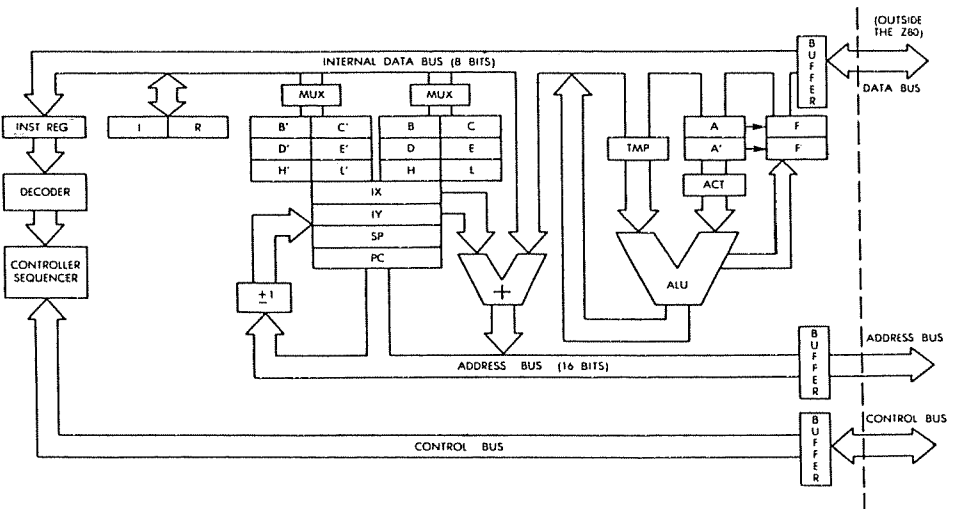 (OUTSIDE
THE Z80)
BUFFER
DATA BUS
INTERNAL DATA BUS (8 BITS)
MUX
MUX
INST REG
I
R
B'
C'
B
C
D'
E'
D
E
H'
L'
H
L
A
F
A'
F
TMP
ACT
DECODER
IX
IY
SP
PC
CONTROLLER
SEQUENCER
± 1
+
ALU
BUFFER
ADDRESS BUS
ADDRESS BUS (16 BITS)
BUFFER
CONTROL BUS
CONTROL BUS